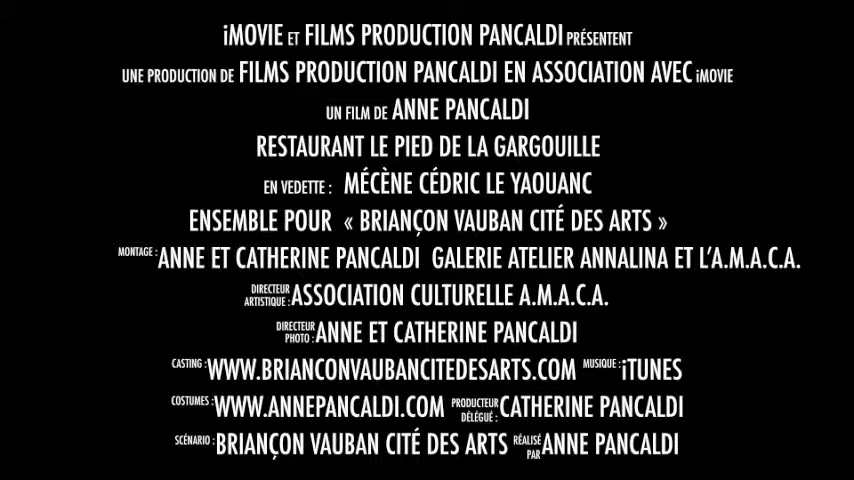 iMOVIE ET FILMS PRODUCTION PANCALDI PRÉSENTENT
UNE PRODUCTION DE FILMS PRODUCTION PANCALDI EN ASSOCIATION AVEC iMOVIE
UN FILM DE ANNE PANCALDI
RESTAURANT LE PIED DE LA GARGOUILLE
EN VEDETTE : MÉCÈNE CÉDRIC LE YAOUANC
ENSEMBLE POUR « BRIANÇON VAUBAN CITÉ DES ARTS »
MONTAGE : ANNE ET CATHERINE PANCALDI GALERIE ATELIER ANNALINA ET L'A.M.A.C.A.
DIRECTEUR ARTISTIQUE : ASSOCIATION CULTURELLE A.M.A.C.A.
DIRECTEUR PHOTO : ANNE ET CATHERINE PANCALDI
CASTING : WWW.BRIANCONVAUBANCITEDESARTS.COM MUSIQUE : iTUNES
COSTUMES : WWW.ANNEPANCALDI.COM PRODUCTEUR DÉLÉGUÉ : CATHERINE PANCALDI
SCÉNARIO : BRIANÇON VAUBAN CITÉ DES ARTS RÉALISÉ PAR ANNE PANCALDI